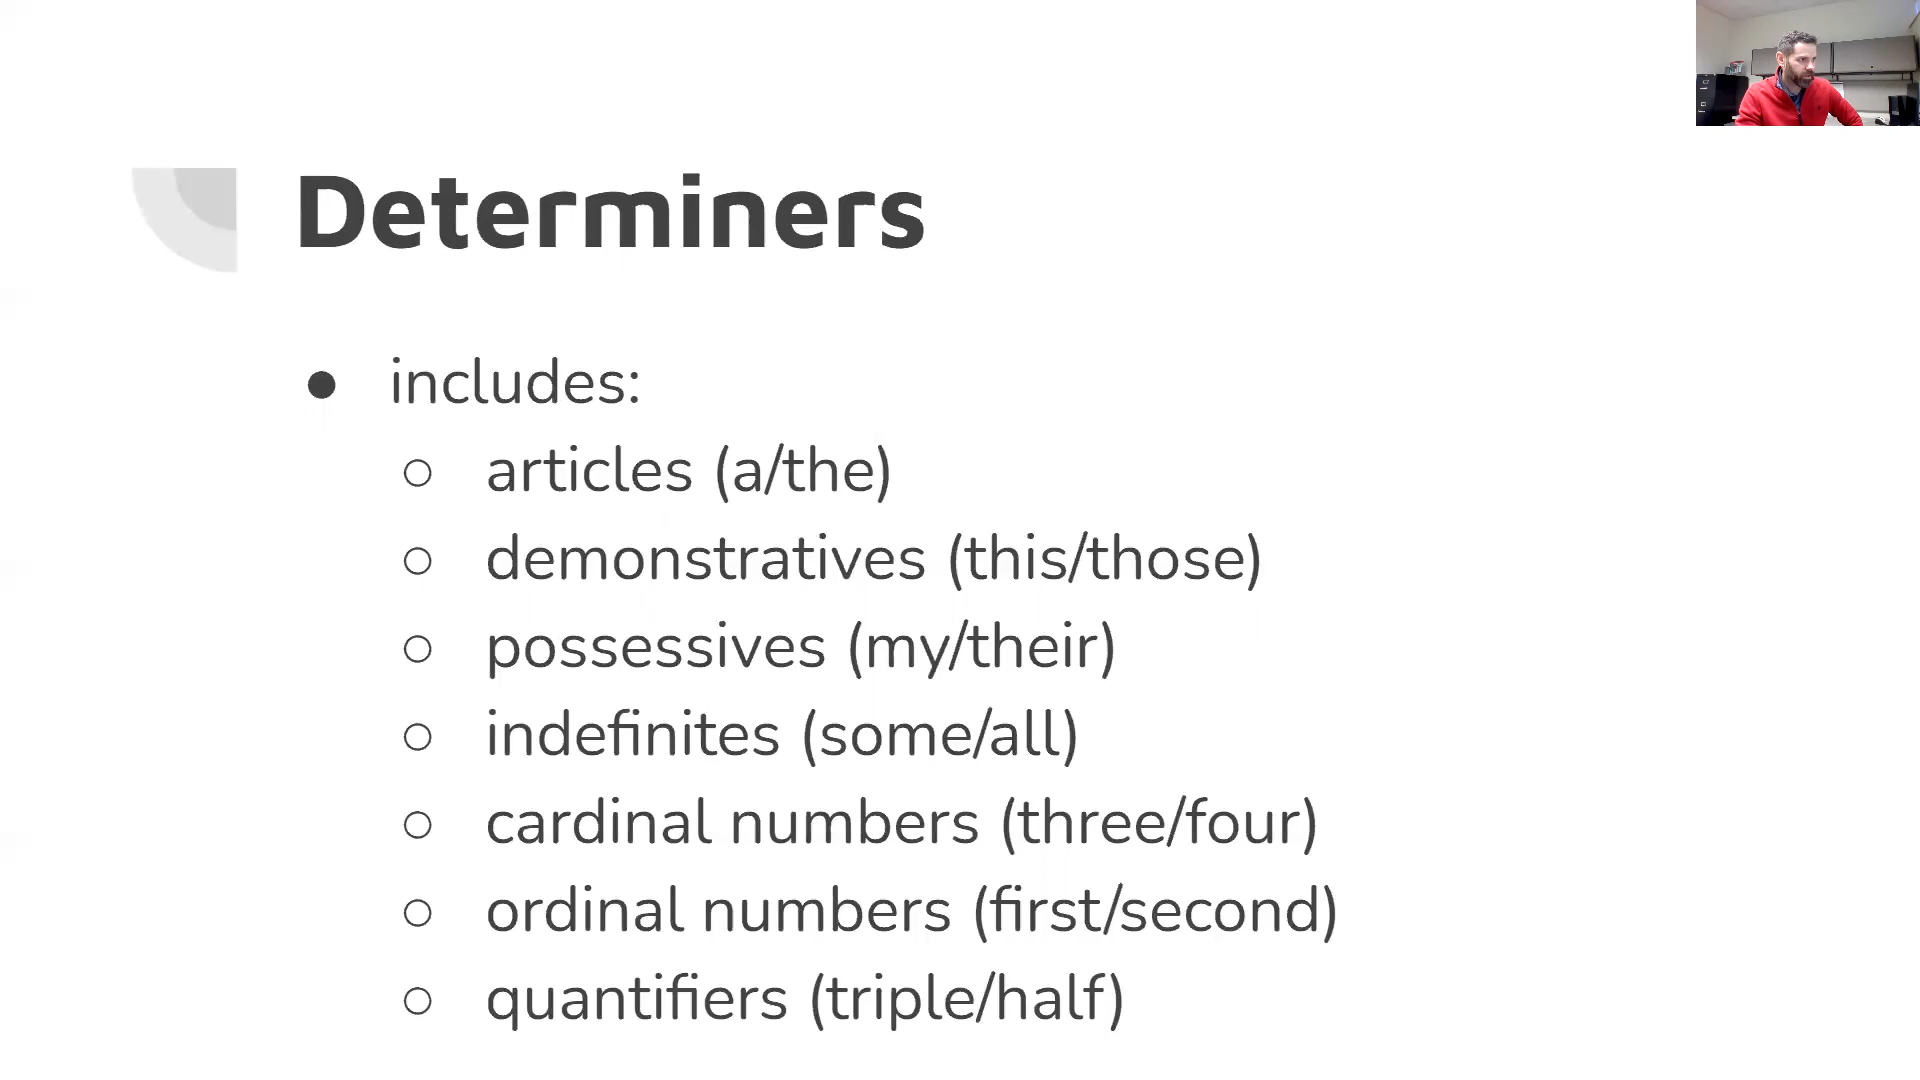 Determiners
● includes:
○ articles (a/the)
○ demonstratives (this/those)
○ possessives (my/their)
○ indefinites (some/all)
○ cardinal numbers (three/four)
○ ordinal numbers (first/second)
○ quantifiers (triple/half)